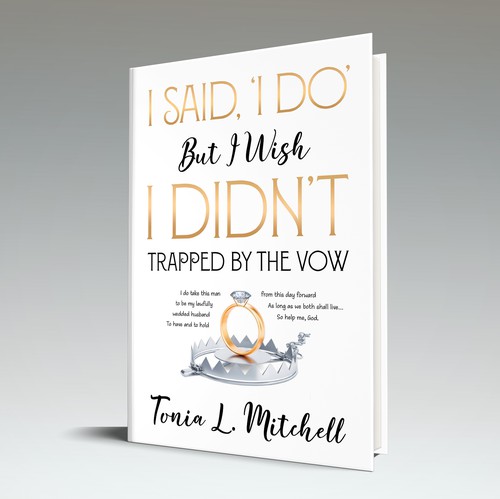 I SAID, 'I DO'
But I Wish
I DIDN'T
TRAPPED BY THE VOW
I do take this man
to be my lawfully
wedded husband
To have and to hold
from this day forward
As long as we both shall live...
So help me, God.
Tonia L. Mitchell